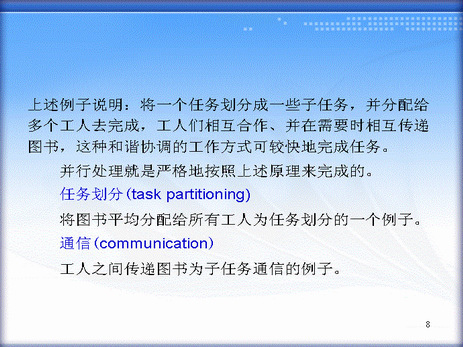 上述例子说明：将一个任务划分成一些子任务，并分配给
多个工人去完成，工人们相互合作、并在需要时相互传递
图书，这种和谐协调的工作方式可较快地完成任务。
并行处理就是严格地按照上述原理来完成的。
任务划分(task partitioning)
将图书平均分配给所有工人为任务划分的一个例子。
通信(communication)
工人之间传递图书为子任务通信的例子。
8